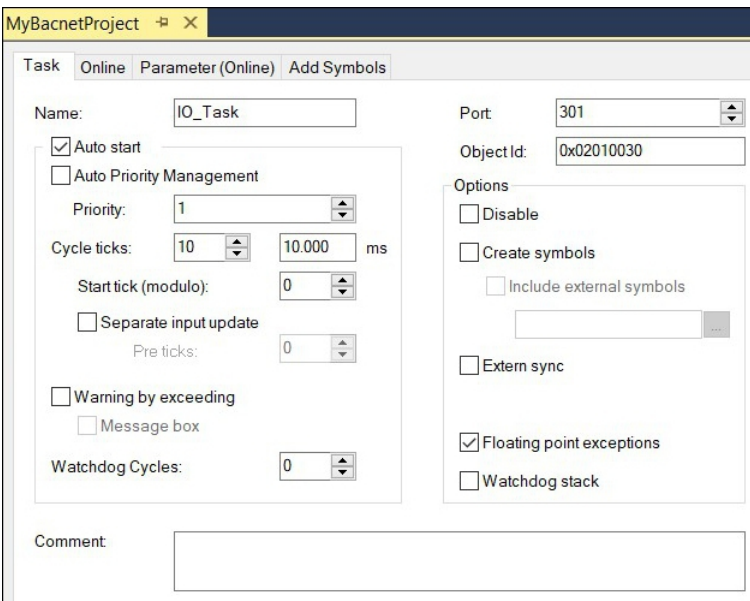 MyBacnetProject
Task Online Parameter (Online) Add Symbols
Name: IO_Task
Port: 301
Auto start
Object Id: 0x02010030
Auto Priority Management
Options
Priority: 1
Disable
Cycle ticks: 10 10.000 ms
Create symbols
Start tick (modolo): 0
Include external symbols
Separate input update
...
Pre ticks: 0
Extern sync
Warning by exceeding
Message box
Floating point exceptions
Watchdog Cycles: 0
Watchdog stack
Comment: